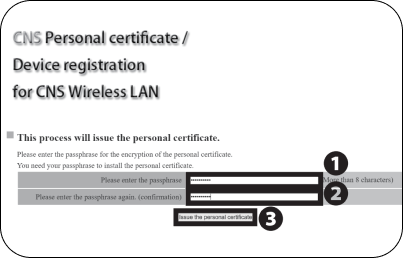 CNS Personal certificate /
Device registration
for CNS Wireless LAN
This process will issue the personal certificate.
Please enter the passphrase for the encryption of the personal certificate.
You need your passphrase to install the personal certificate.
1
Please enter the passphrase ·········· (More than 8 characters)
2
Please enter the passphrase again. (confirmation) ··········
Issue the personal certificate 3